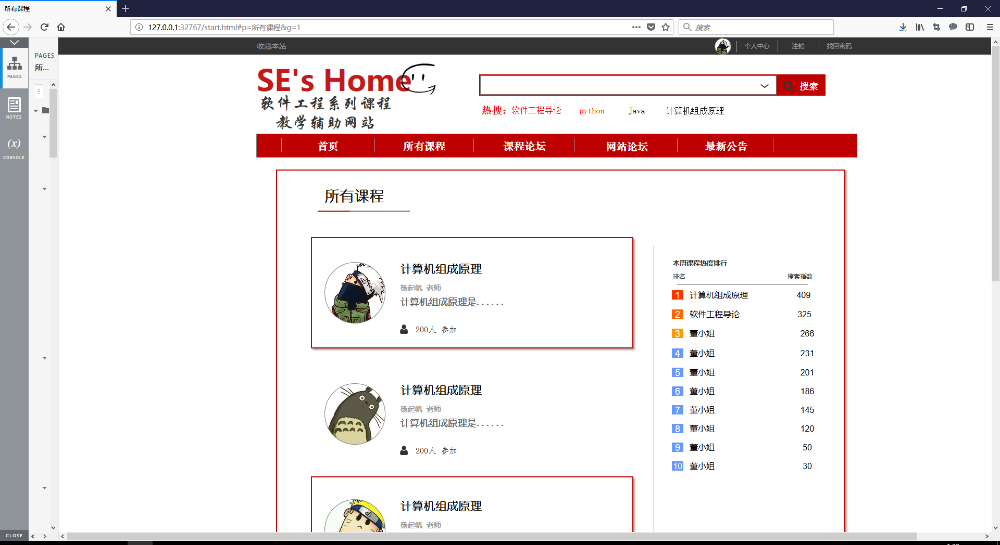 所有课程
127.0.0.1:32767/start.html#p=所有课程&g=1
搜索
PAGES
所...
PAGES
S
NOTES
(x)
CONSOLE
CLOSE
收藏本站
个人中心
注销
找回密码
SE's Home
软件工程系列课程
教学辅助网站
搜索
热搜：软件工程导论 python Java 计算机组成原理
首页 所有课程 课程论坛 网站论坛 最新公告
所有课程
计算机组成原理
杨起帆 老师
计算机组成原理是......
200人 参加
计算机组成原理
杨起帆 老师
计算机组成原理是......
200人 参加
计算机组成原理
杨起帆 老师
本周课程热度排行
排名 搜索指数
1 计算机组成原理 409
2 软件工程导论 325
3 董小姐 266
4 董小姐 231
5 董小姐 201
6 董小姐 186
7 董小姐 145
8 董小姐 120
9 董小姐 50
10 董小姐 30